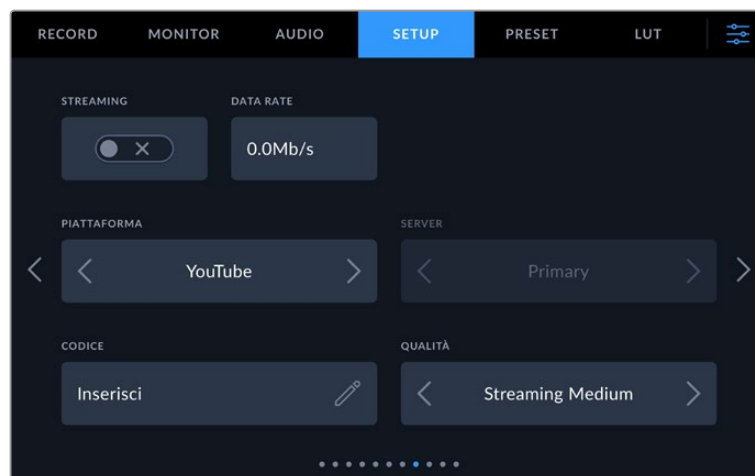 RECORD MONITOR AUDIO SETUP PRESET LUT
STREAMING DATA RATE
0.0Mb/s
PIATTAFORMA SERVER
YouTube Primary
CODICE QUALITÀ
Inserisci Streaming Medium